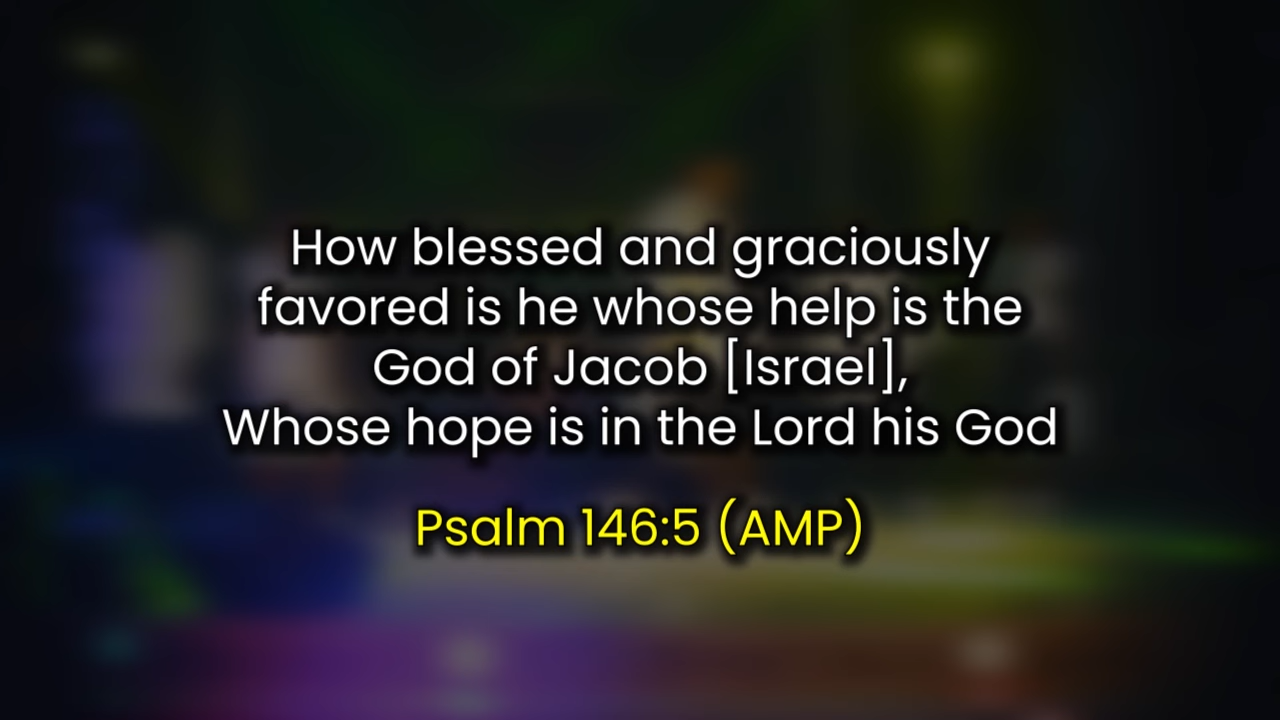 How blessed and graciously
favored is he whose help is the
God of Jacob [Israel],
Whose hope is in the Lord his God
Psalm 146:5 (AMP)